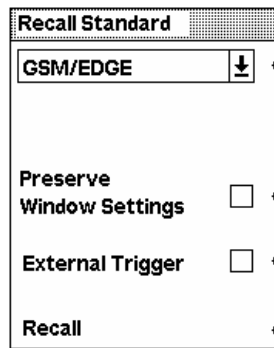 Recall Standard
GSM/EDGE
Preserve
Window Settings
External Trigger
Recall